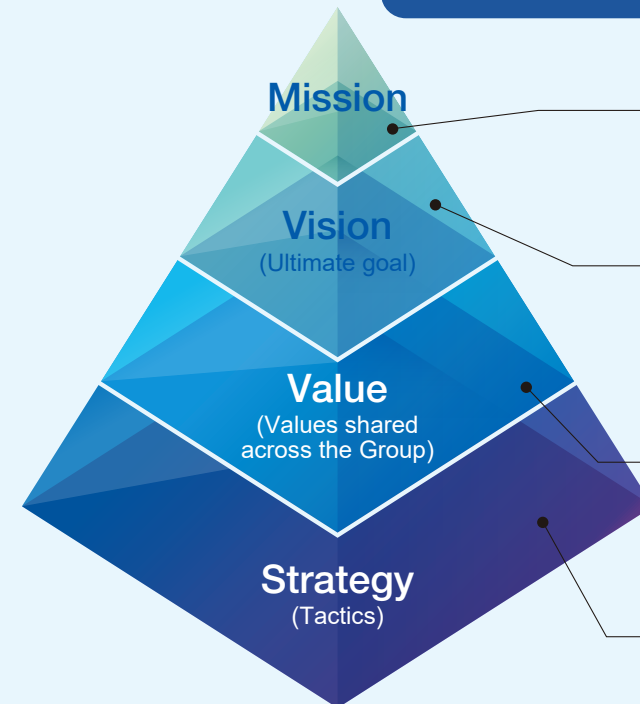 Mission
Vision
(Ultimate goal)
Value
(Values shared
across the Group)
Strategy
(Tactics)